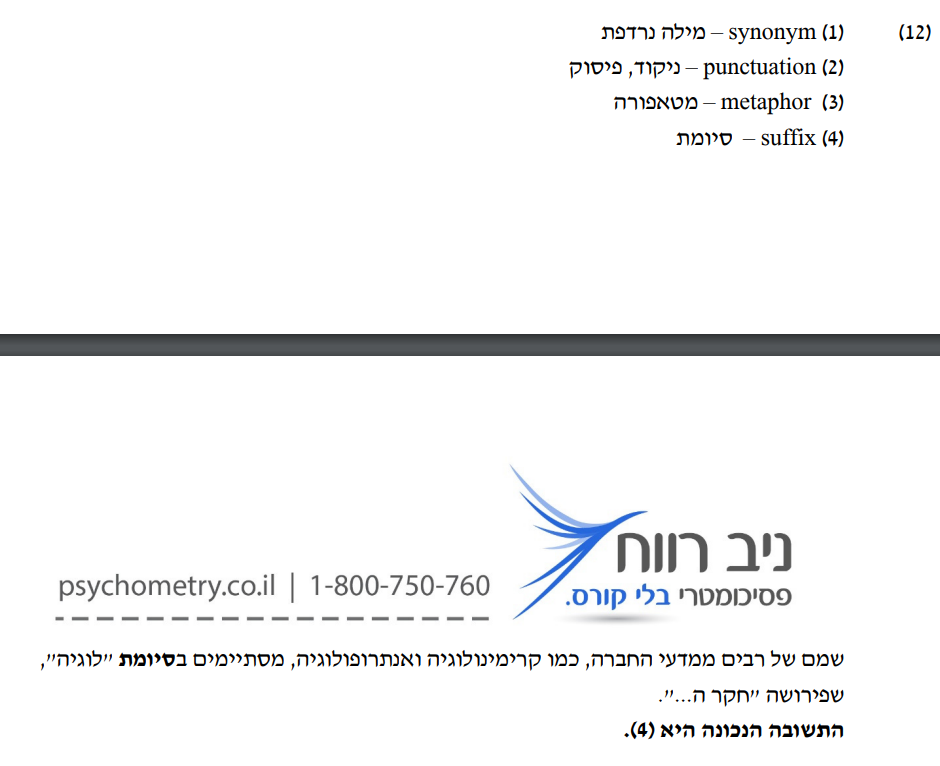 (12) (1) synonym – מילה נרדפת
(2) punctuation – ניקוד, פיסוק
(3) metaphor – מטאפורה
(4) suffix – סיומת
ניב רווח
פסיכומטרי בלי קורס.
psychometry.co.il | 1-800-750-760
שמם של רבים ממדעי החברה, כמו קרימינולוגיה ואנתרופולוגיה, מסתיימים בסיומת "לוגיה",
שפירושה "חקר ה...".
התשובה הנכונה היא (4).